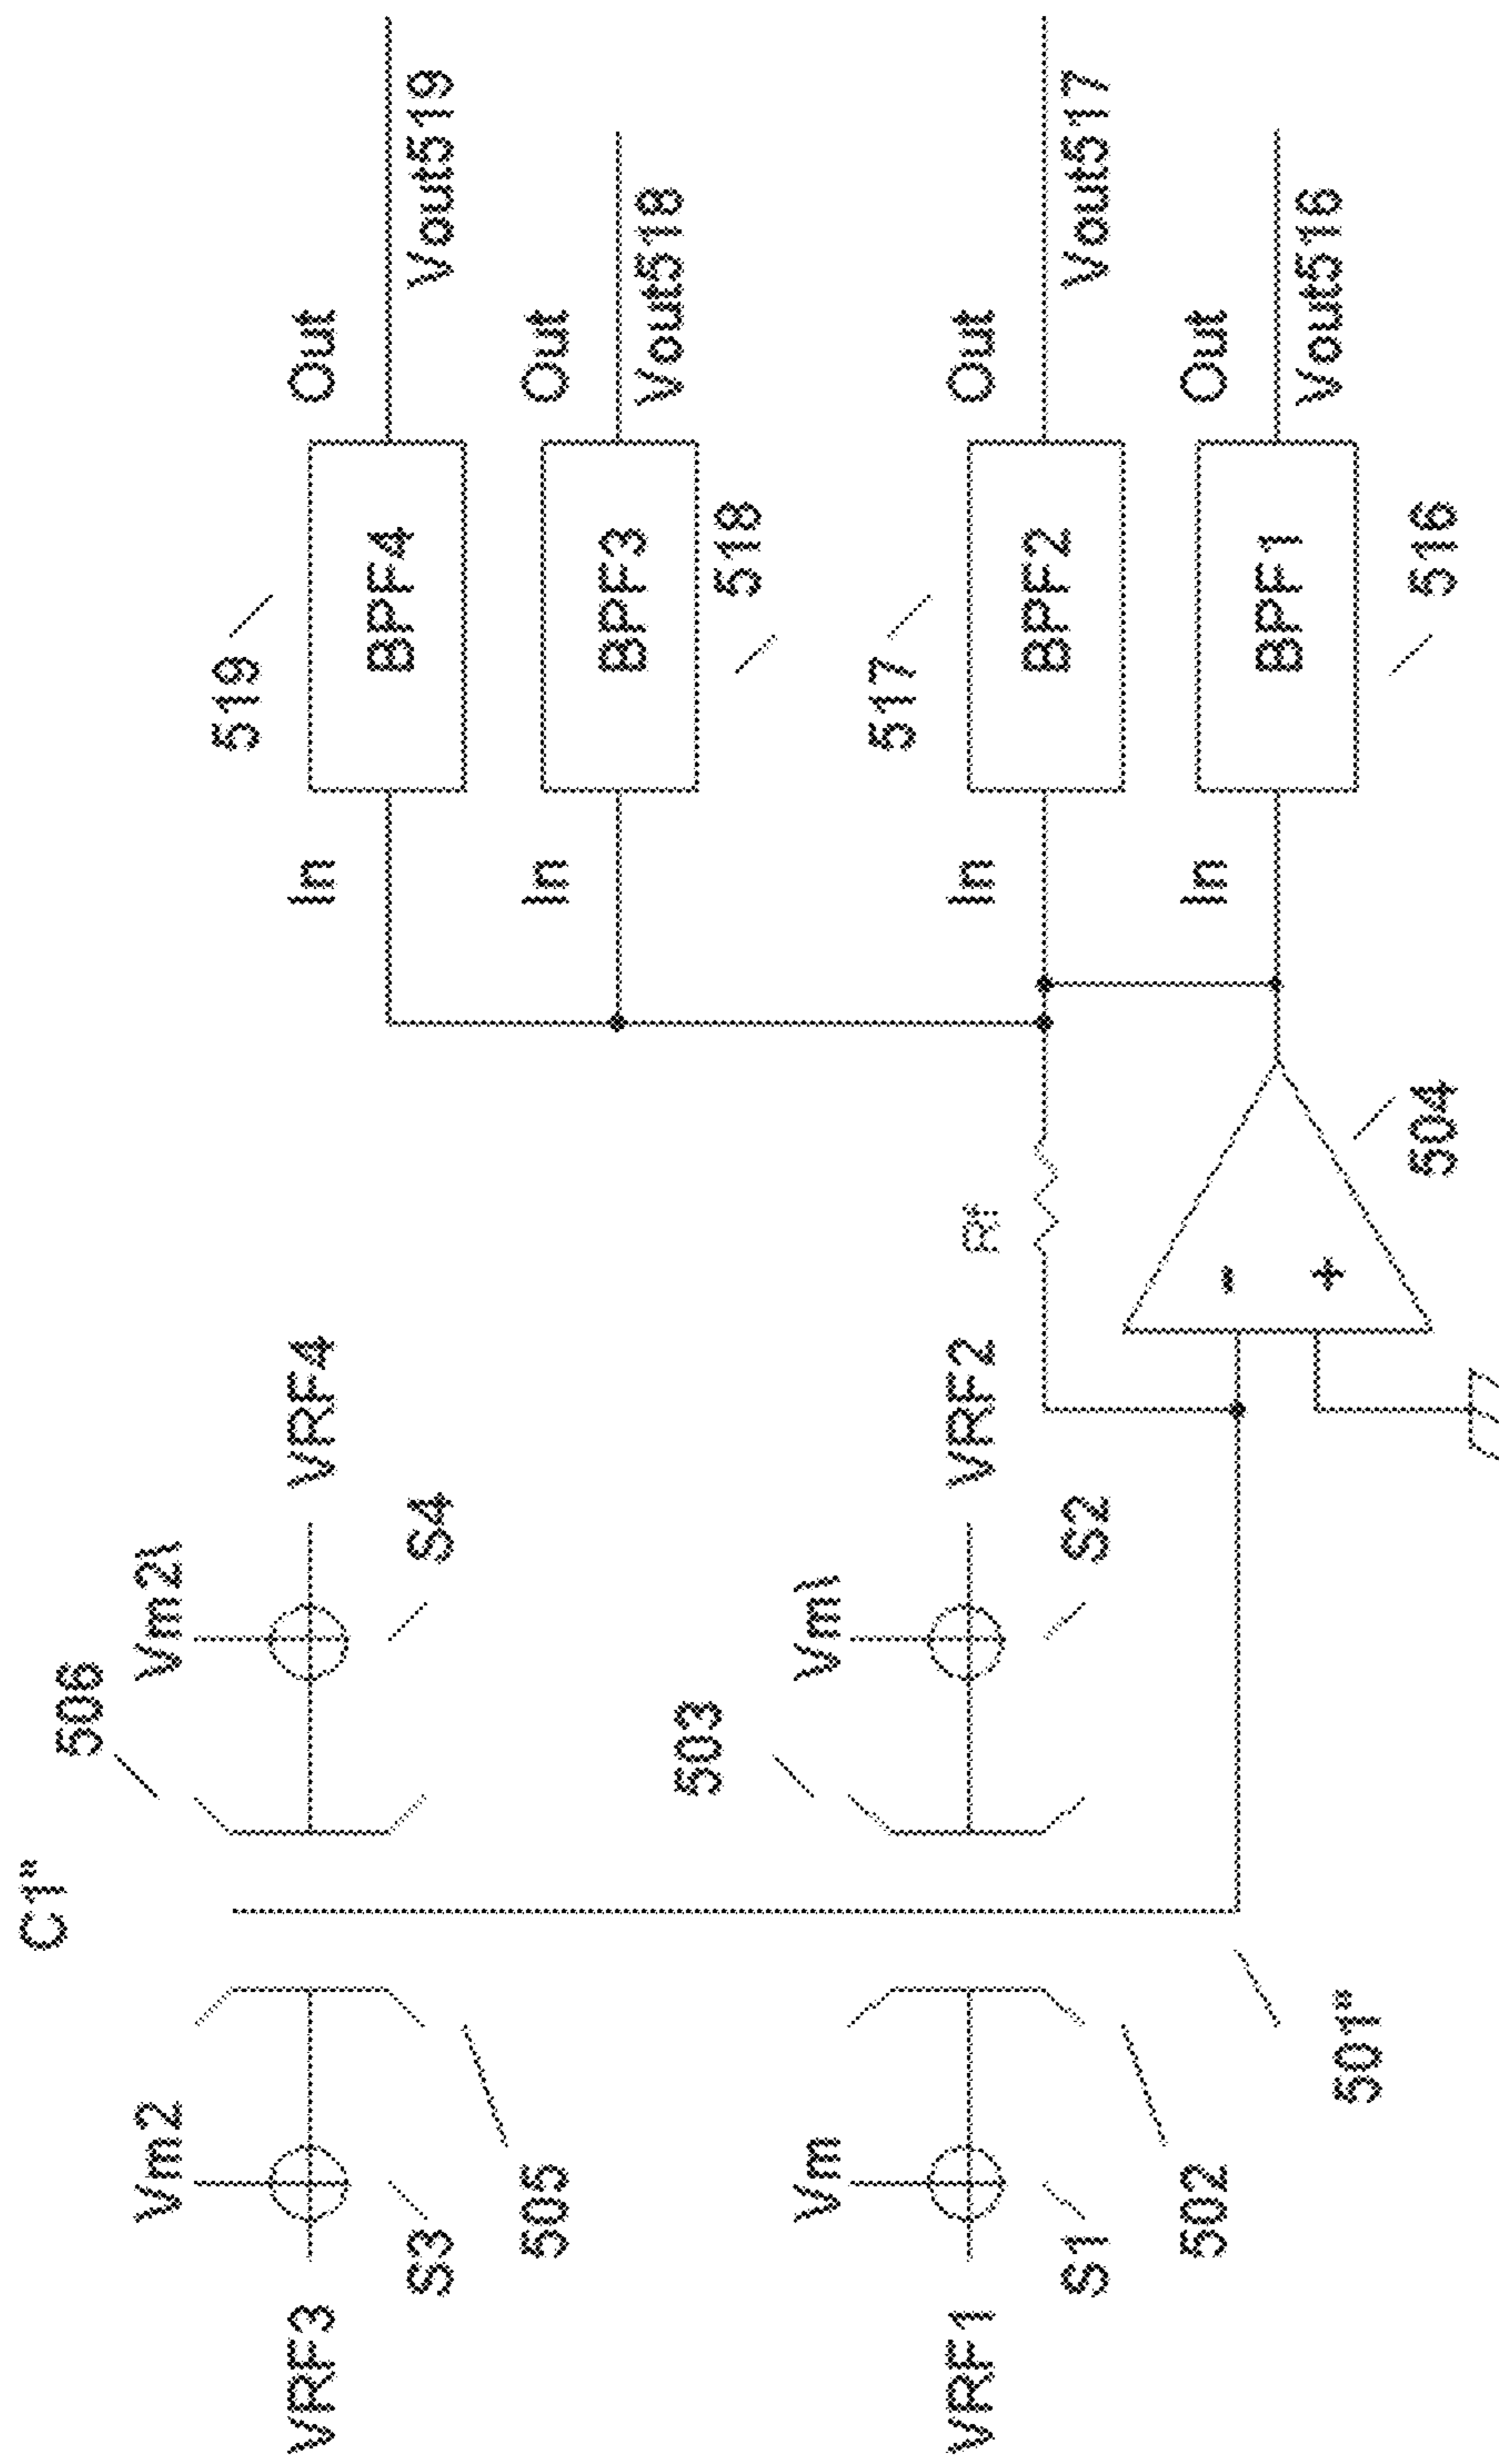 C1"
506
Vm2
Vm2\
519
VRF3
VRF4
In
Out
BPF4
S3
S4
Vout519
505
In
Out
BPF3
Vout518
503
518
Vm
Vm\
517
VRF1
VRF2
Rf
In
Out
BPF2
S1
S2
Vout517
502
-
In
Out
BPF1
+
Vout516
501"
504
516